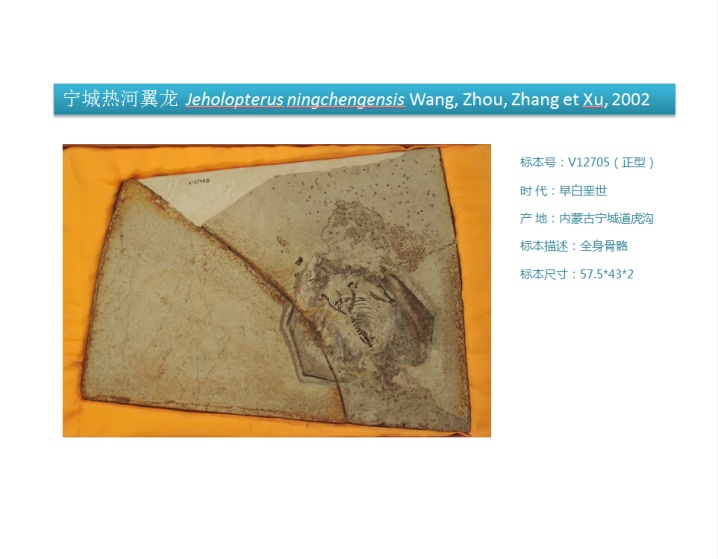 宁城热河翼龙 Jeholopterus ningchengensis Wang, Zhou, Zhang et Xu, 2002
标本号：V12705（正型）
时 代：早白垩世
产 地：内蒙古宁城道虎沟
标本描述：全身骨骼
标本尺寸：57.5*43*2